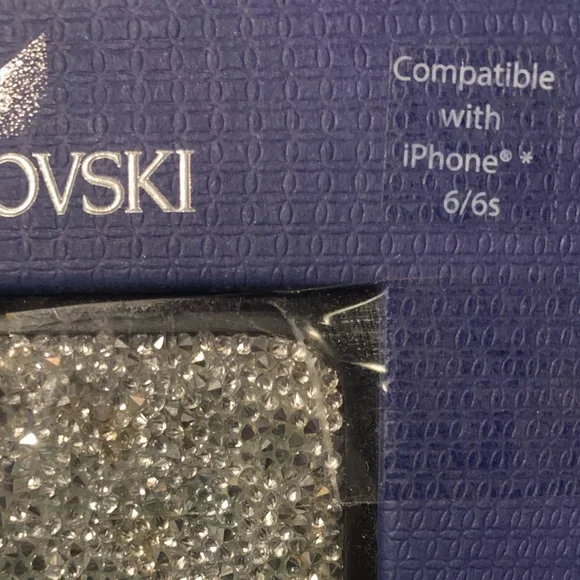 OVSKI
Compatible
with
iPhone® *
6/6s